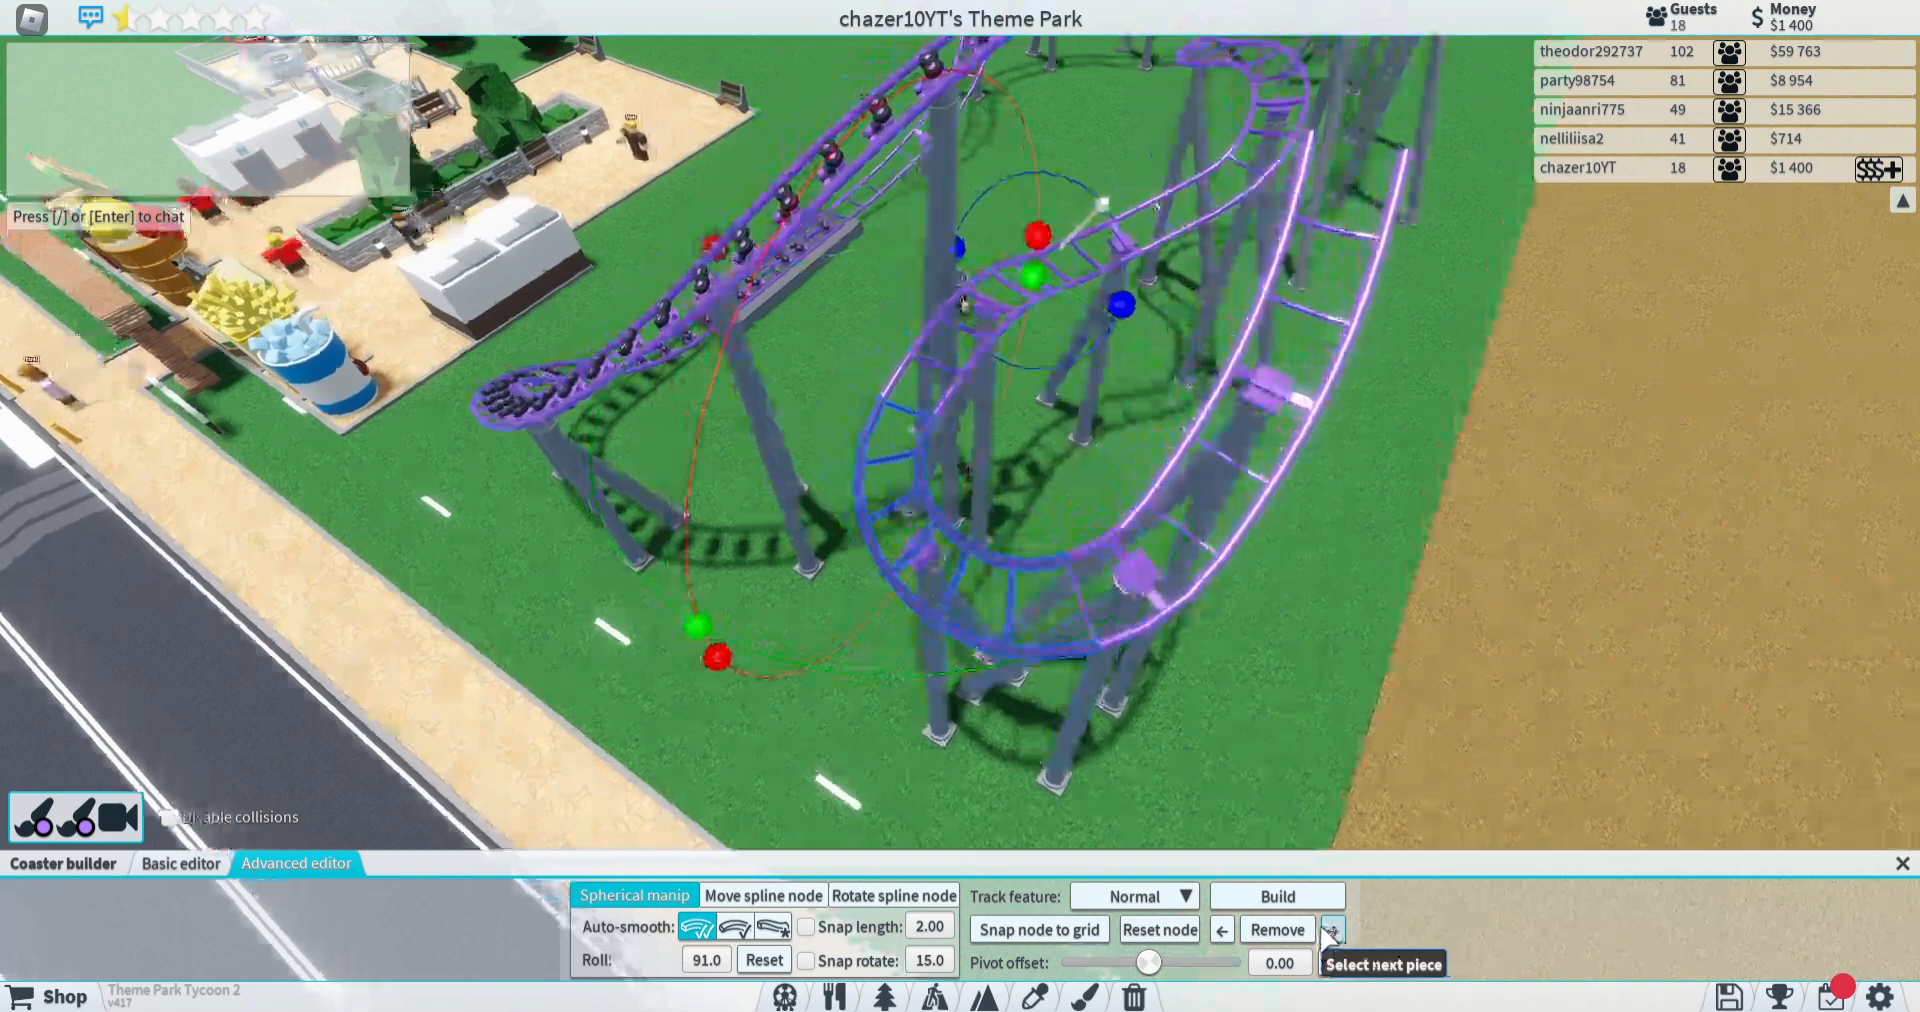 chazer10YT's Theme Park
Guests
18
Money
$1 400
theodor292737 102 $59 763
party98754 81 $8 954
ninjaanri775 49 $15 366
nelliliisa2 41 $714
chazer10YT 18 $1 400 $$$+
Press [/] or [Enter] to chat
able collisions
Coaster builder Basic editor Advanced editor
Spherical manip Move spline node Rotate spline node
Auto-smooth: Snap length: 2.00
Roll: 91.0 Reset Snap rotate: 15.0
Track feature: Normal Build
Snap node to grid Reset node Remove
Pivot offset: 0.00
Select next piece
Shop
Theme Park Tycoon 2
v417